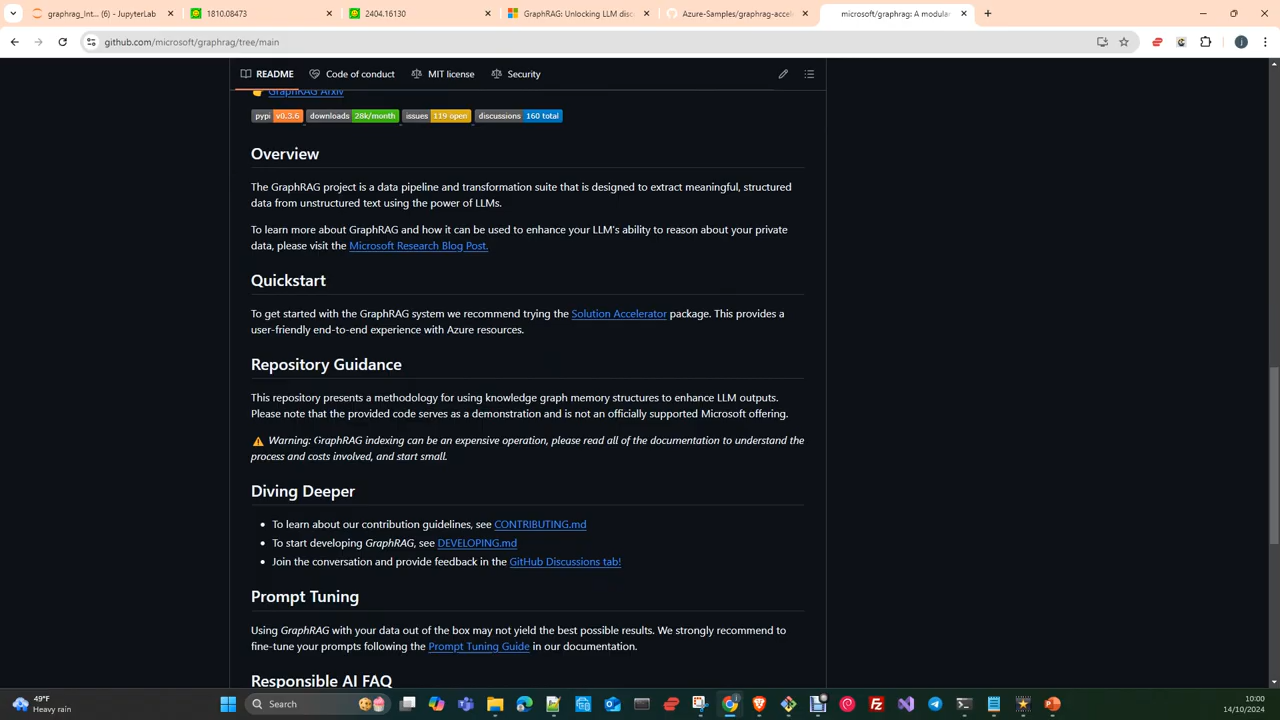 graphrag_Int... (6) - JupyterLab
1810.08473
2404.16130
GraphRAG: Unlocking LLM disc
Azure-Samples/graphrag-accele
microsoft/graphrag: A modular
github.com/microsoft/graphrag/tree/main
README
Code of conduct
MIT license
Security
GraphRAG Arxiv
pypi v0.3.6 downloads 28k/month issues 119 open discussions 160 total
Overview
The GraphRAG project is a data pipeline and transformation suite that is designed to extract meaningful, structured
data from unstructured text using the power of LLMs.
To learn more about GraphRAG and how it can be used to enhance your LLM's ability to reason about your private
data, please visit the Microsoft Research Blog Post.
Quickstart
To get started with the GraphRAG system we recommend trying the Solution Accelerator package. This provides a
user-friendly end-to-end experience with Azure resources.
Repository Guidance
This repository presents a methodology for using knowledge graph memory structures to enhance LLM outputs.
Please note that the provided code serves as a demonstration and is not an officially supported Microsoft offering.
⚠️ Warning: GraphRAG indexing can be an expensive operation, please read all of the documentation to understand the
process and costs involved, and start small.
Diving Deeper
• To learn about our contribution guidelines, see CONTRIBUTING.md
• To start developing GraphRAG, see DEVELOPING.md
• Join the conversation and provide feedback in the GitHub Discussions tab!
Prompt Tuning
Using GraphRAG with your data out of the box may not yield the best possible results. We strongly recommend to
fine-tune your prompts following the Prompt Tuning Guide in our documentation.
Responsible AI FAQ
49°F
Heavy rain
Search
10:00
14/10/2024